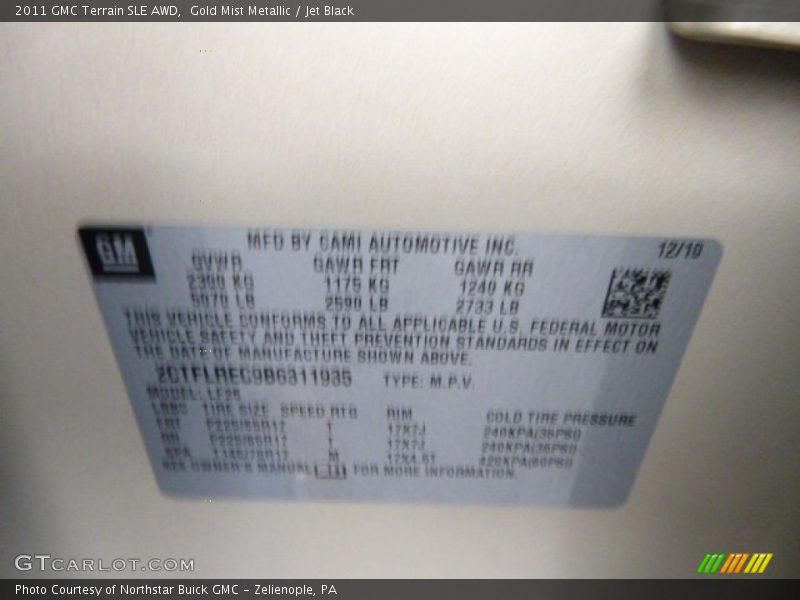 2011 GMC Terrain SLE AWD,  Gold Mist Metallic / Jet Black
GM
MFD BY CAMI AUTOMOTIVE INC.
12/10
GVWR GAWR FRT GAWR RR
2300 KG 1175 KG 1240 KG
5070 LB 2590 LB 2733 LB
THIS VEHICLE CONFORMS TO ALL APPLICABLE U.S. FEDERAL MOTOR
VEHICLE SAFETY AND THEFT PREVENTION STANDARDS IN EFFECT ON
THE DATE OF MANUFACTURE SHOWN ABOVE.
2CTFLREC9B6311935 TYPE: M.P.V.
MODEL: LF26
TIRE SIZE SPEED RTG RIM COLD TIRE PRESSURE
FRT P225/65R17 T 17X7J 240KPA(35PSI)
RR P225/65R17 T 17X7J 240KPA(35PSI)
SPA M 420KPA(60PSI)
SEE OWNER'S MANUAL FOR MORE INFORMATION.
GTCARLOT.COM
Photo Courtesy of Northstar Buick GMC - Zelienople, PA